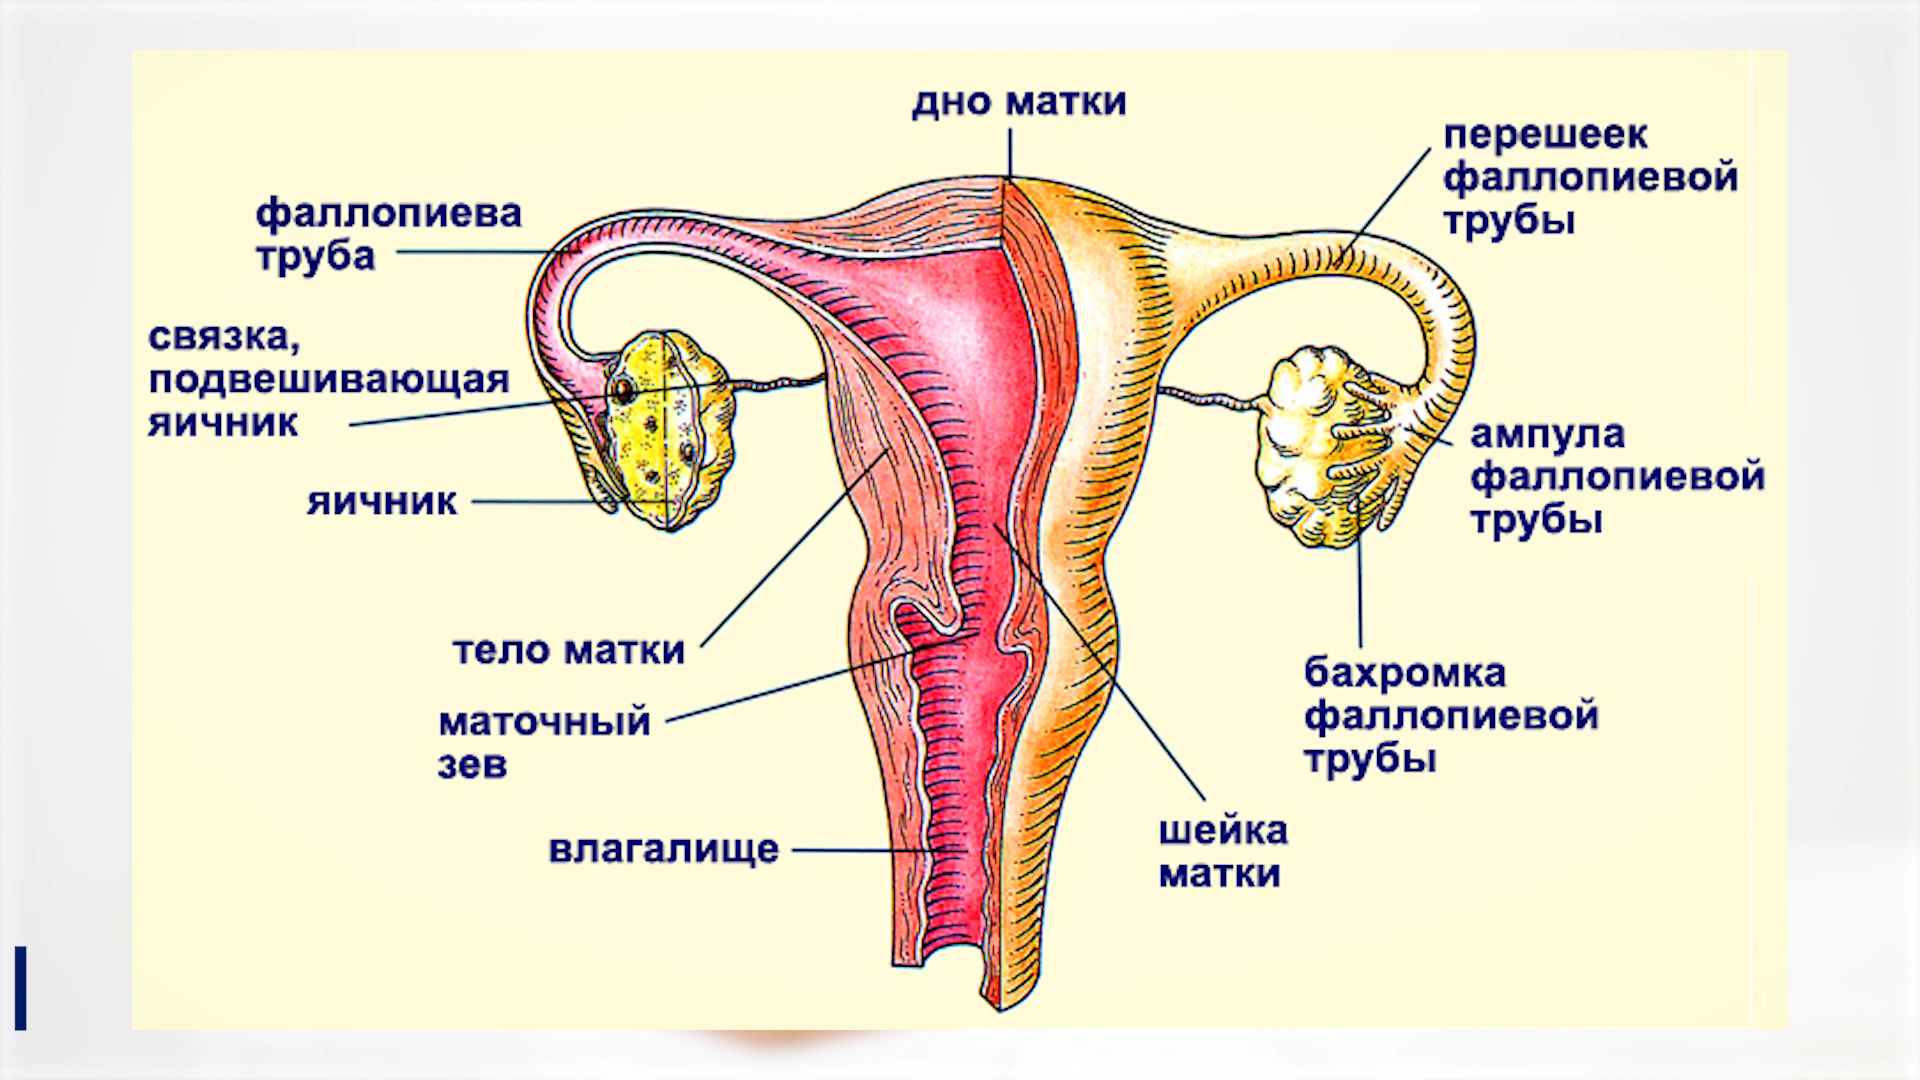 дно матки
перешеек
фаллопиевой
трубы
фаллопиева
труба
связка,
подвешивающая
яичник
ампула
фаллопиевой
трубы
яичник
тело матки
бахромка
фаллопиевой
трубы
маточный
зев
шейка
матки
влагалище